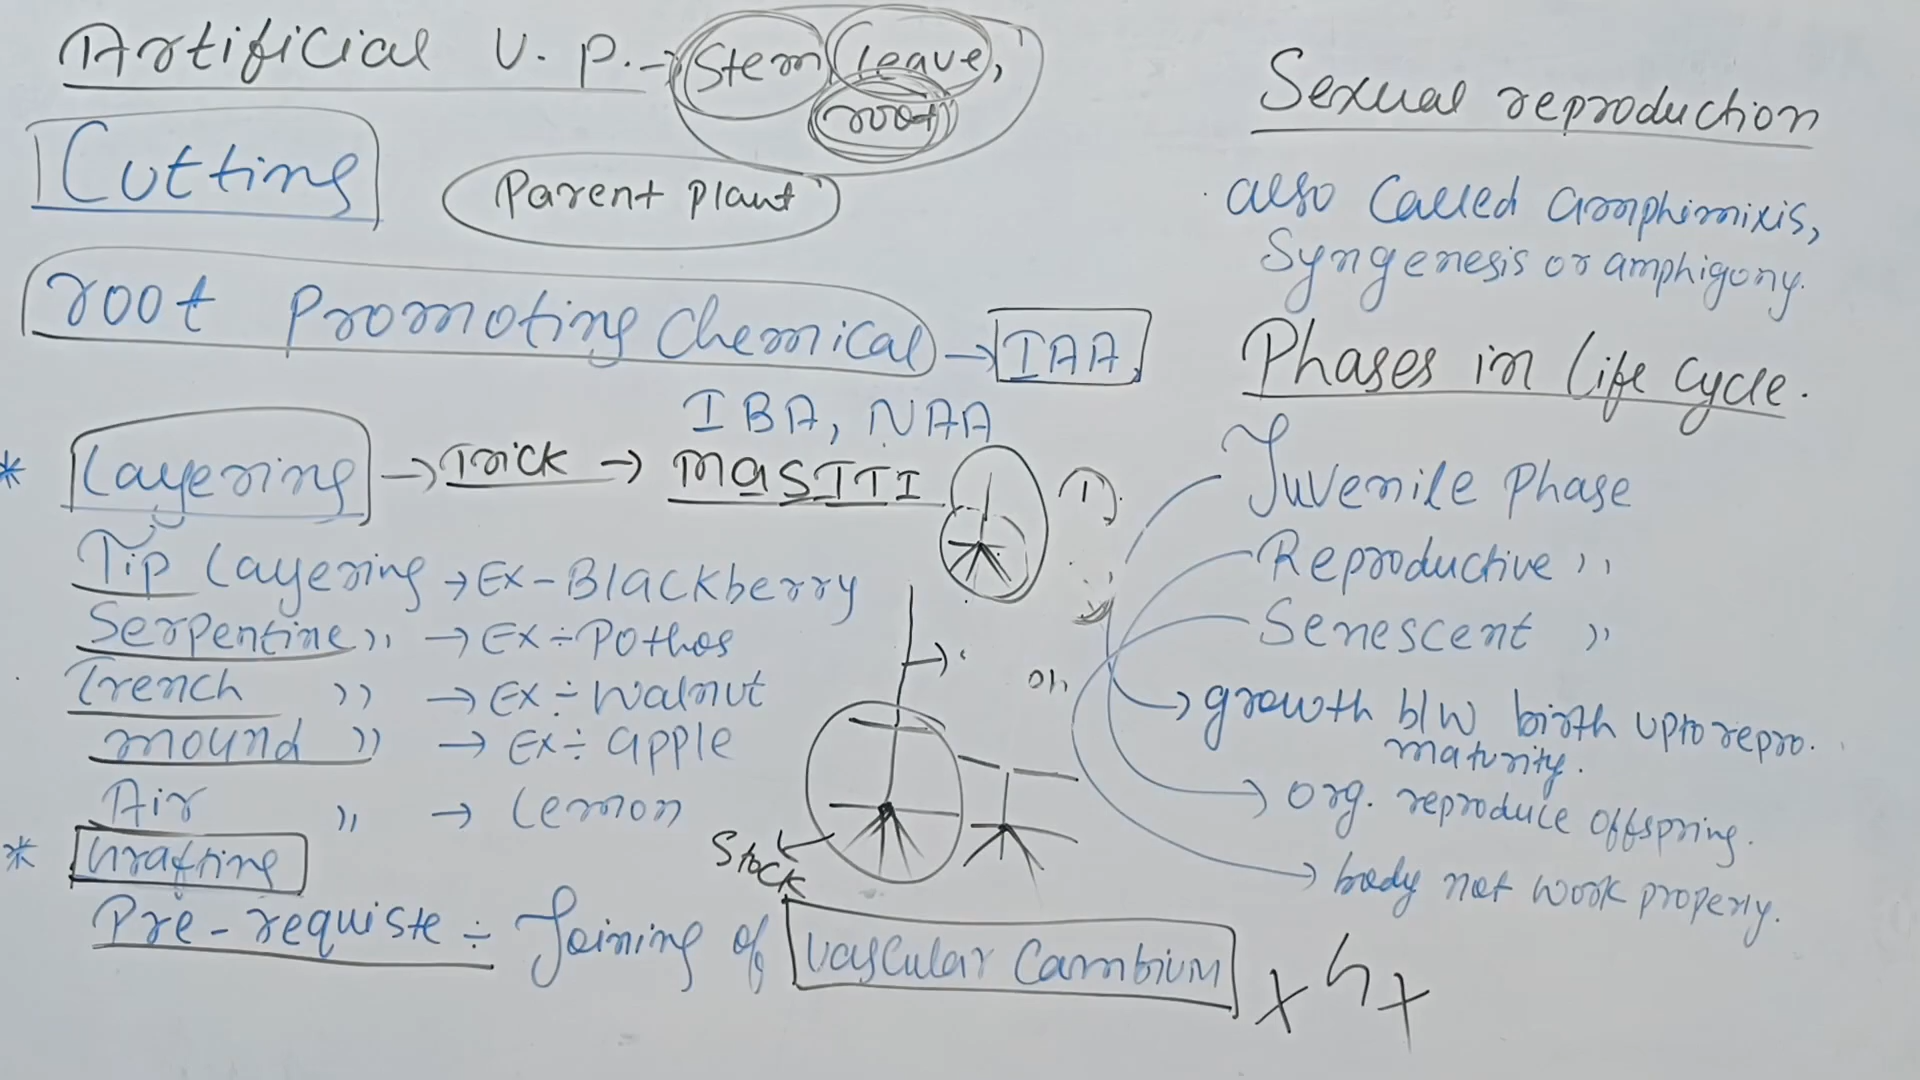 Artificial V. P. → Stem, leave,
root
Cutting
Parent plant
root Promoting Chemical → IAA,
IBA, NAA
* Layering → Trick → MASITI
Tip Layering → Ex - Blackberry
Serpentine ,, → Ex ÷ Pothos
Trench ,, → Ex ÷ Walnut
mound ,, → Ex ÷ apple
Air ,, → Lemon
* Grafting
Stock
Pre-requiste ÷ Joining of Vascular Cambium
Sexual reproduction
also Called amphimixis,
Syngenesis or amphigony.
Phases in life cycle.
Juvenile Phase
Reproductive ,,
Senescent ,,
→ growth b/w birth upto repro.
maturity.
→ org. reproduce offspring.
→ body not work properly.